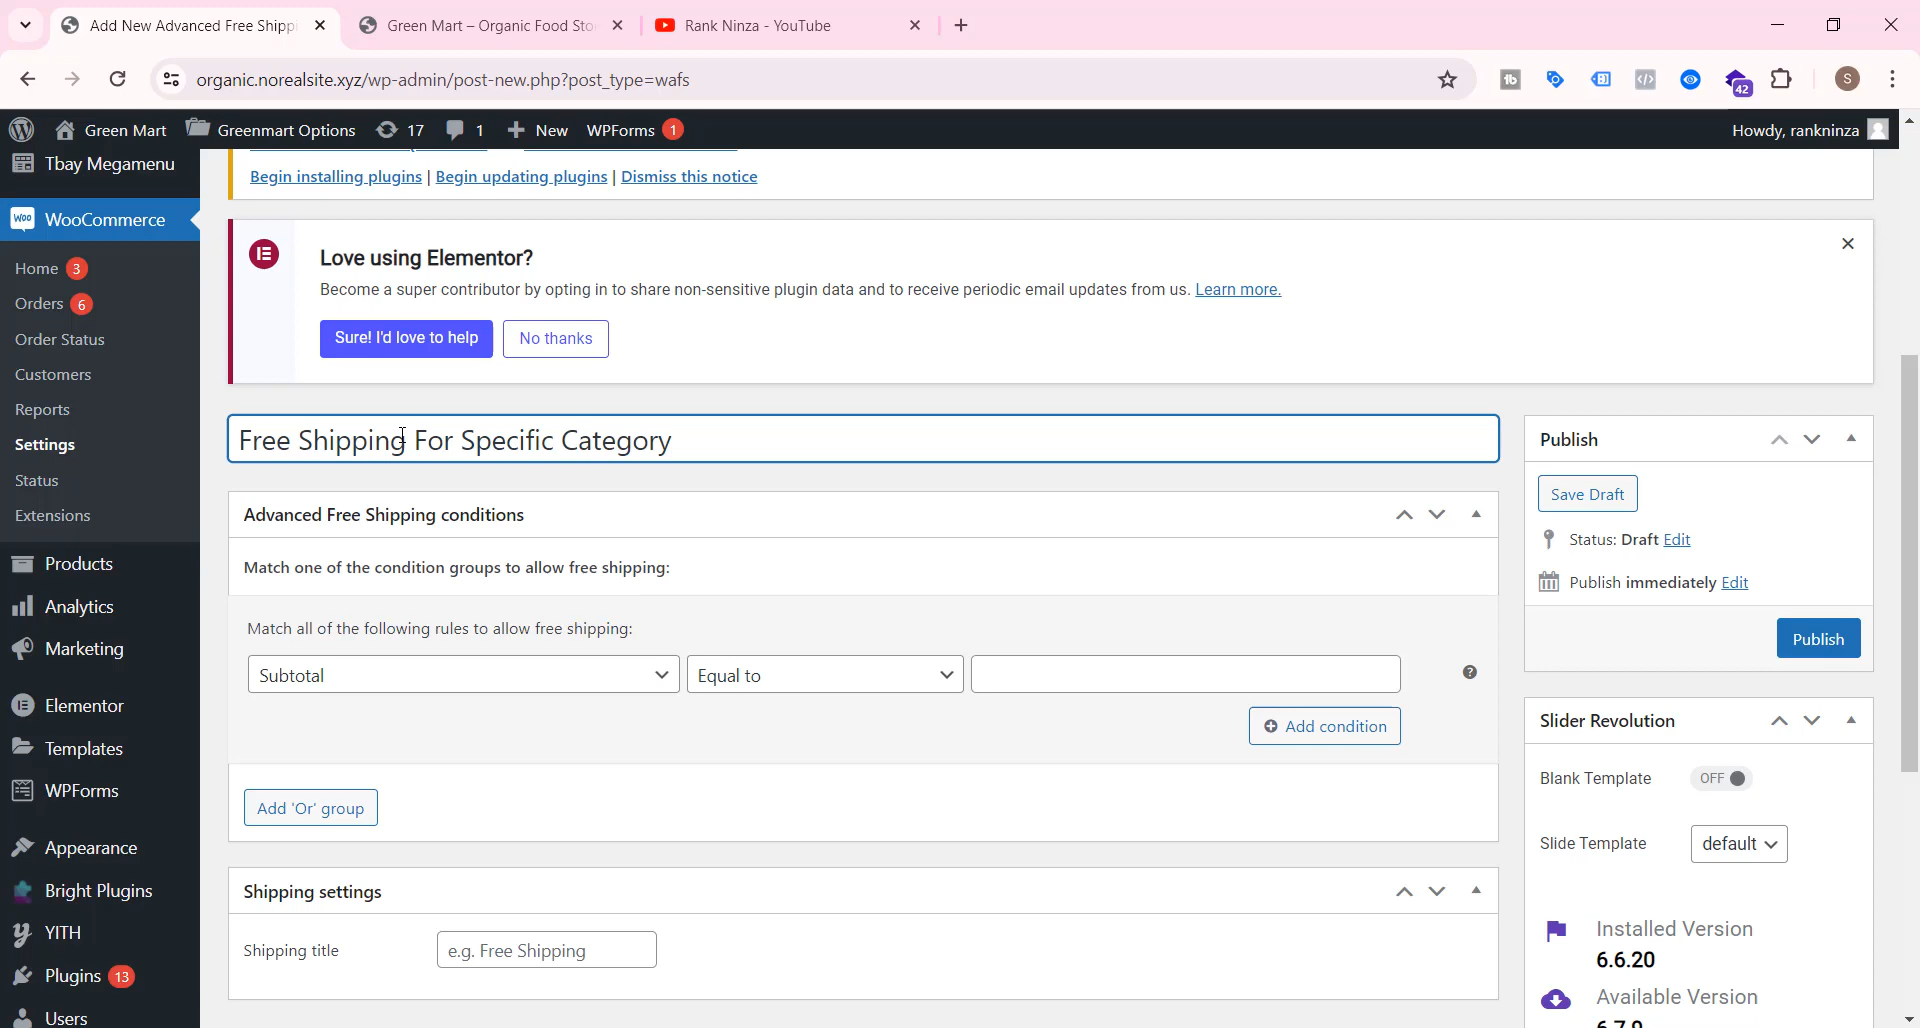 Add New Advanced Free Shippi
Green Mart – Organic Food Sto
Rank Ninza - YouTube
organic.norealsite.xyz/wp-admin/post-new.php?post_type=wafs
42
S
Green Mart
Greenmart Options
17
1
New
WPForms 1
Howdy, rankninza
Tbay Megamenu
WooCommerce
Home 3
Orders 6
Order Status
Customers
Reports
Settings
Status
Extensions
Products
Analytics
Marketing
Elementor
Templates
WPForms
Appearance
Bright Plugins
YITH
Plugins 13
Users
Begin installing plugins | Begin updating plugins | Dismiss this notice
Love using Elementor?
Become a super contributor by opting in to share non-sensitive plugin data and to receive periodic email updates from us. Learn more.
Sure! I'd love to help
No thanks
Free Shipping For Specific Category
Advanced Free Shipping conditions
Match one of the condition groups to allow free shipping:
Match all of the following rules to allow free shipping:
Subtotal
Equal to
Add condition
Add 'Or' group
Shipping settings
Shipping title
e.g. Free Shipping
Publish
Save Draft
Status: Draft Edit
Publish immediately Edit
Publish
Slider Revolution
Blank Template
OFF
Slide Template
default
Installed Version
6.6.20
Available Version